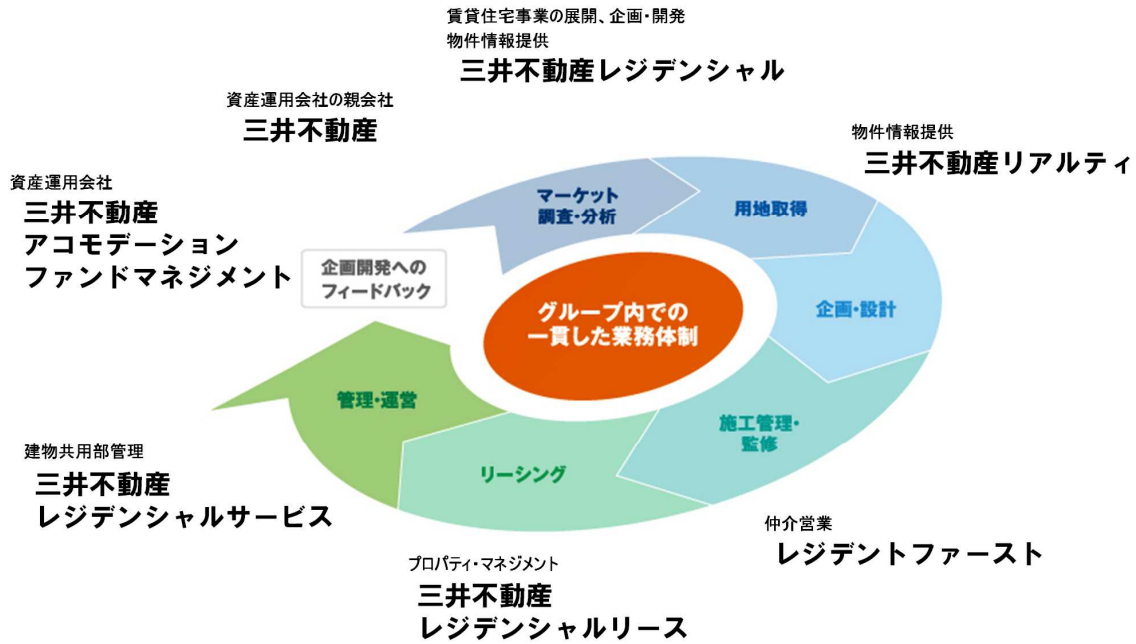 賃貸住宅事業の展開、企画・開発
物件情報提供
三井不動産レジデンシャル
資産運用会社の親会社
三井不動産
物件情報提供
三井不動産リアルティ
資産運用会社
三井不動産
アコモデーション
ファンドマネジメント
マーケット
調査・分析
用地取得
企画開発への
フィードバック
企画・設計
グループ内での
一貫した業務体制
管理・運営
施工管理・
監修
リーシング
建物共用部管理
三井不動産
レジデンシャルサービス
仲介営業
レジデントファースト
プロパティ・マネジメント
三井不動産
レジデンシャルリース